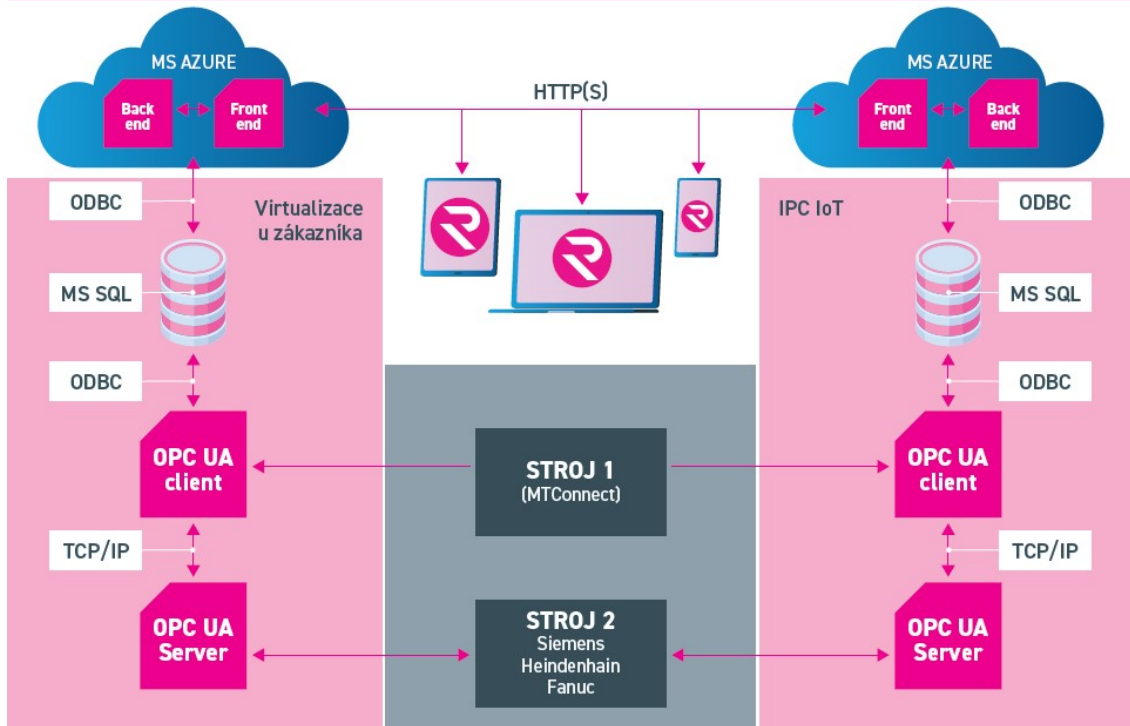 MS AZURE
Back
end
Front
end
HTTP(S)
MS AZURE
Front
end
Back
end
ODBC
Virtualizace
u zákazníka
IPC IoT
ODBC
MS SQL
MS SQL
ODBC
ODBC
OPC UA
client
STROJ 1
(MTConnect)
OPC UA
client
TCP/IP
TCP/IP
OPC UA
Server
STROJ 2
Siemens
Heindenhain
Fanuc
OPC UA
Server